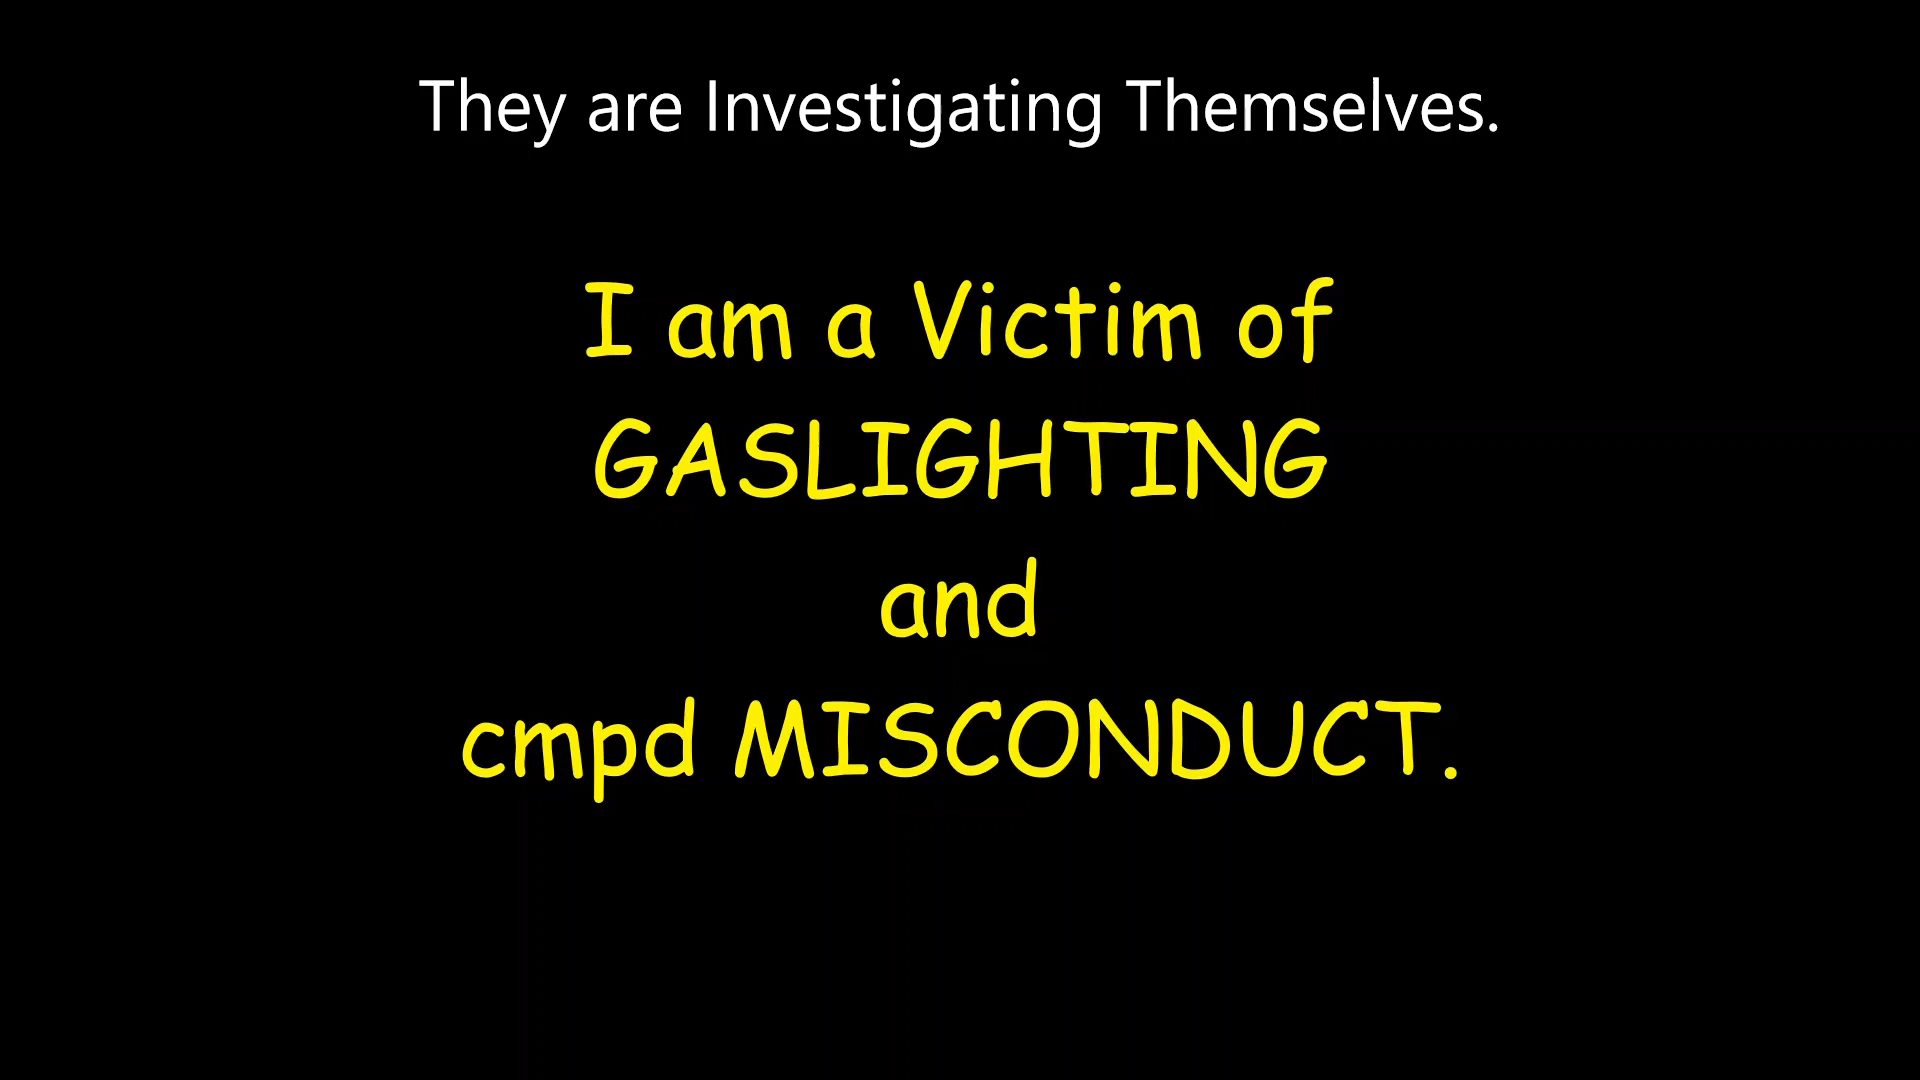 They are Investigating Themselves.
I am a Victim of
GASLIGHTING
and
cmpd MISCONDUCT.